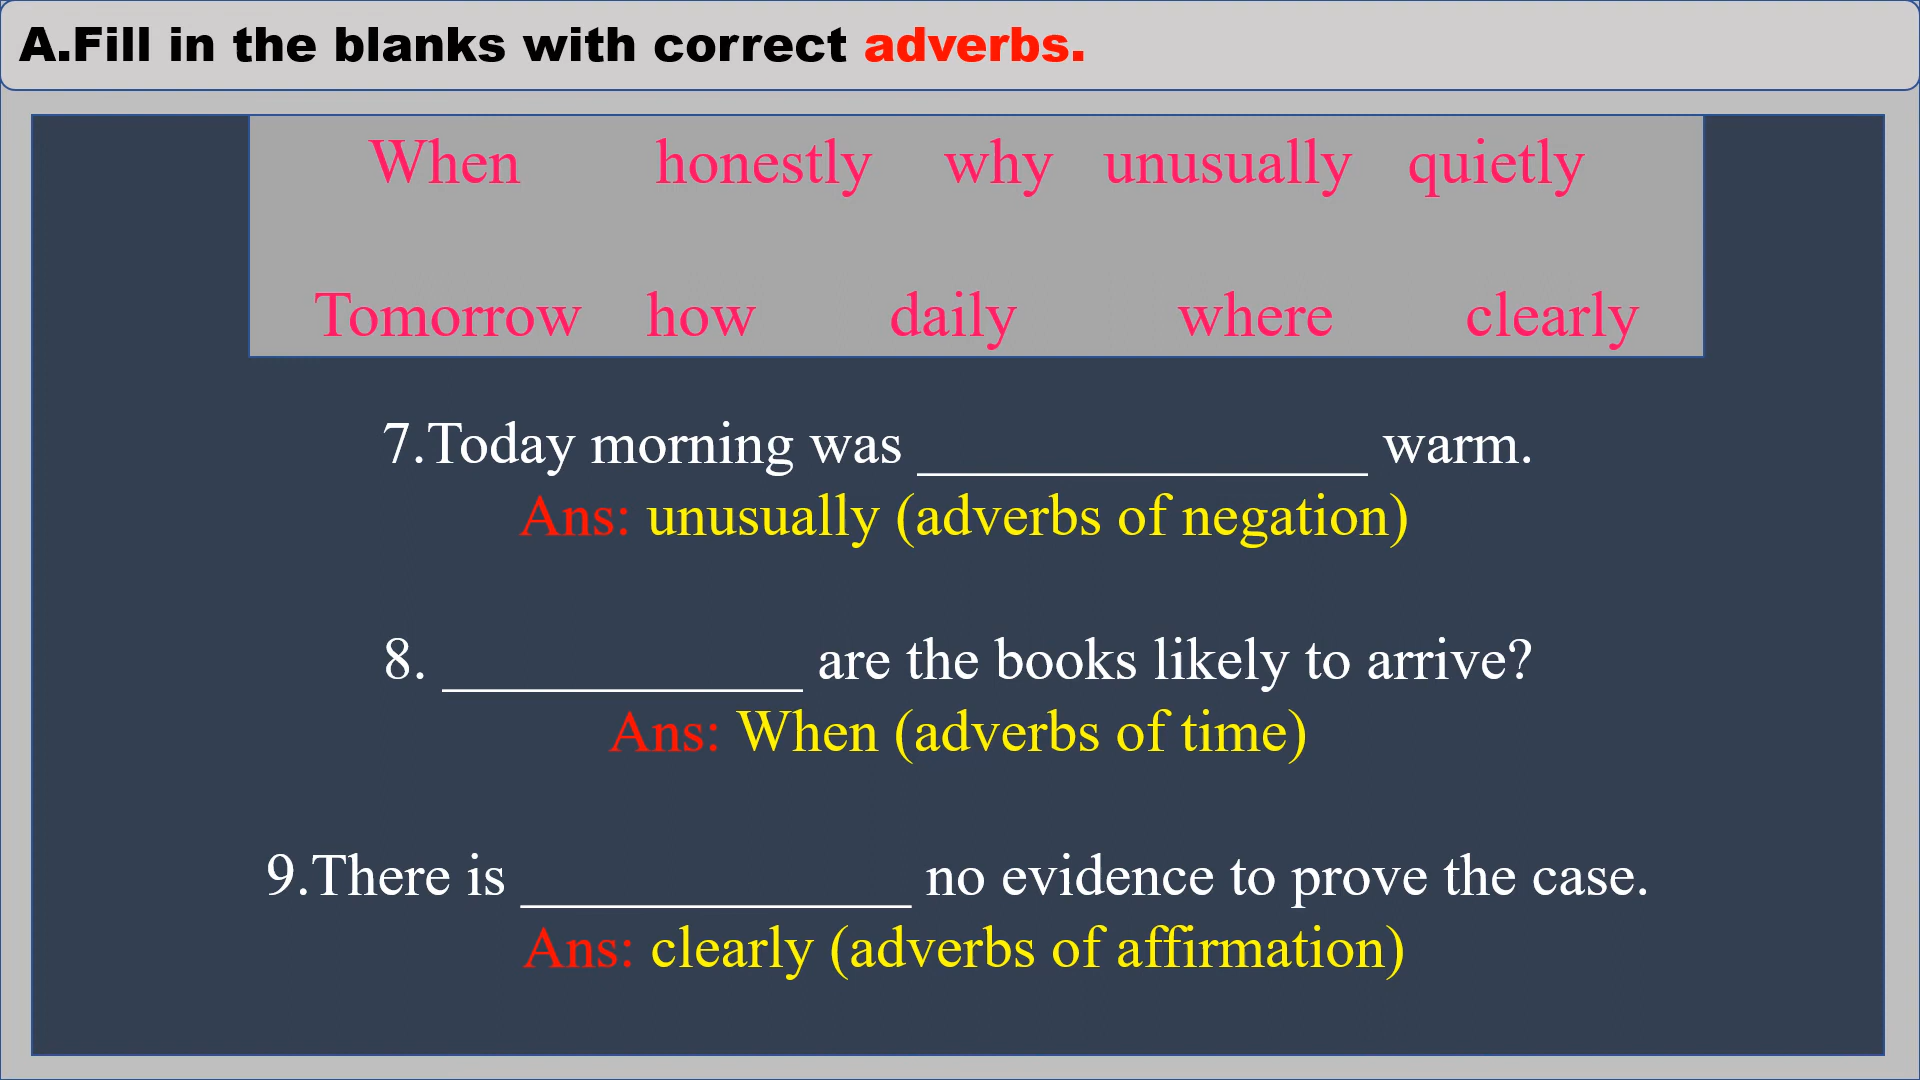 A.Fill in the blanks with correct adverbs.
When honestly why unusually quietly
Tomorrow how daily where clearly
7.Today morning was _______________ warm.
Ans: unusually (adverbs of negation)
8. ____________ are the books likely to arrive?
Ans: When (adverbs of time)
9.There is _____________ no evidence to prove the case.
Ans: clearly (adverbs of affirmation)